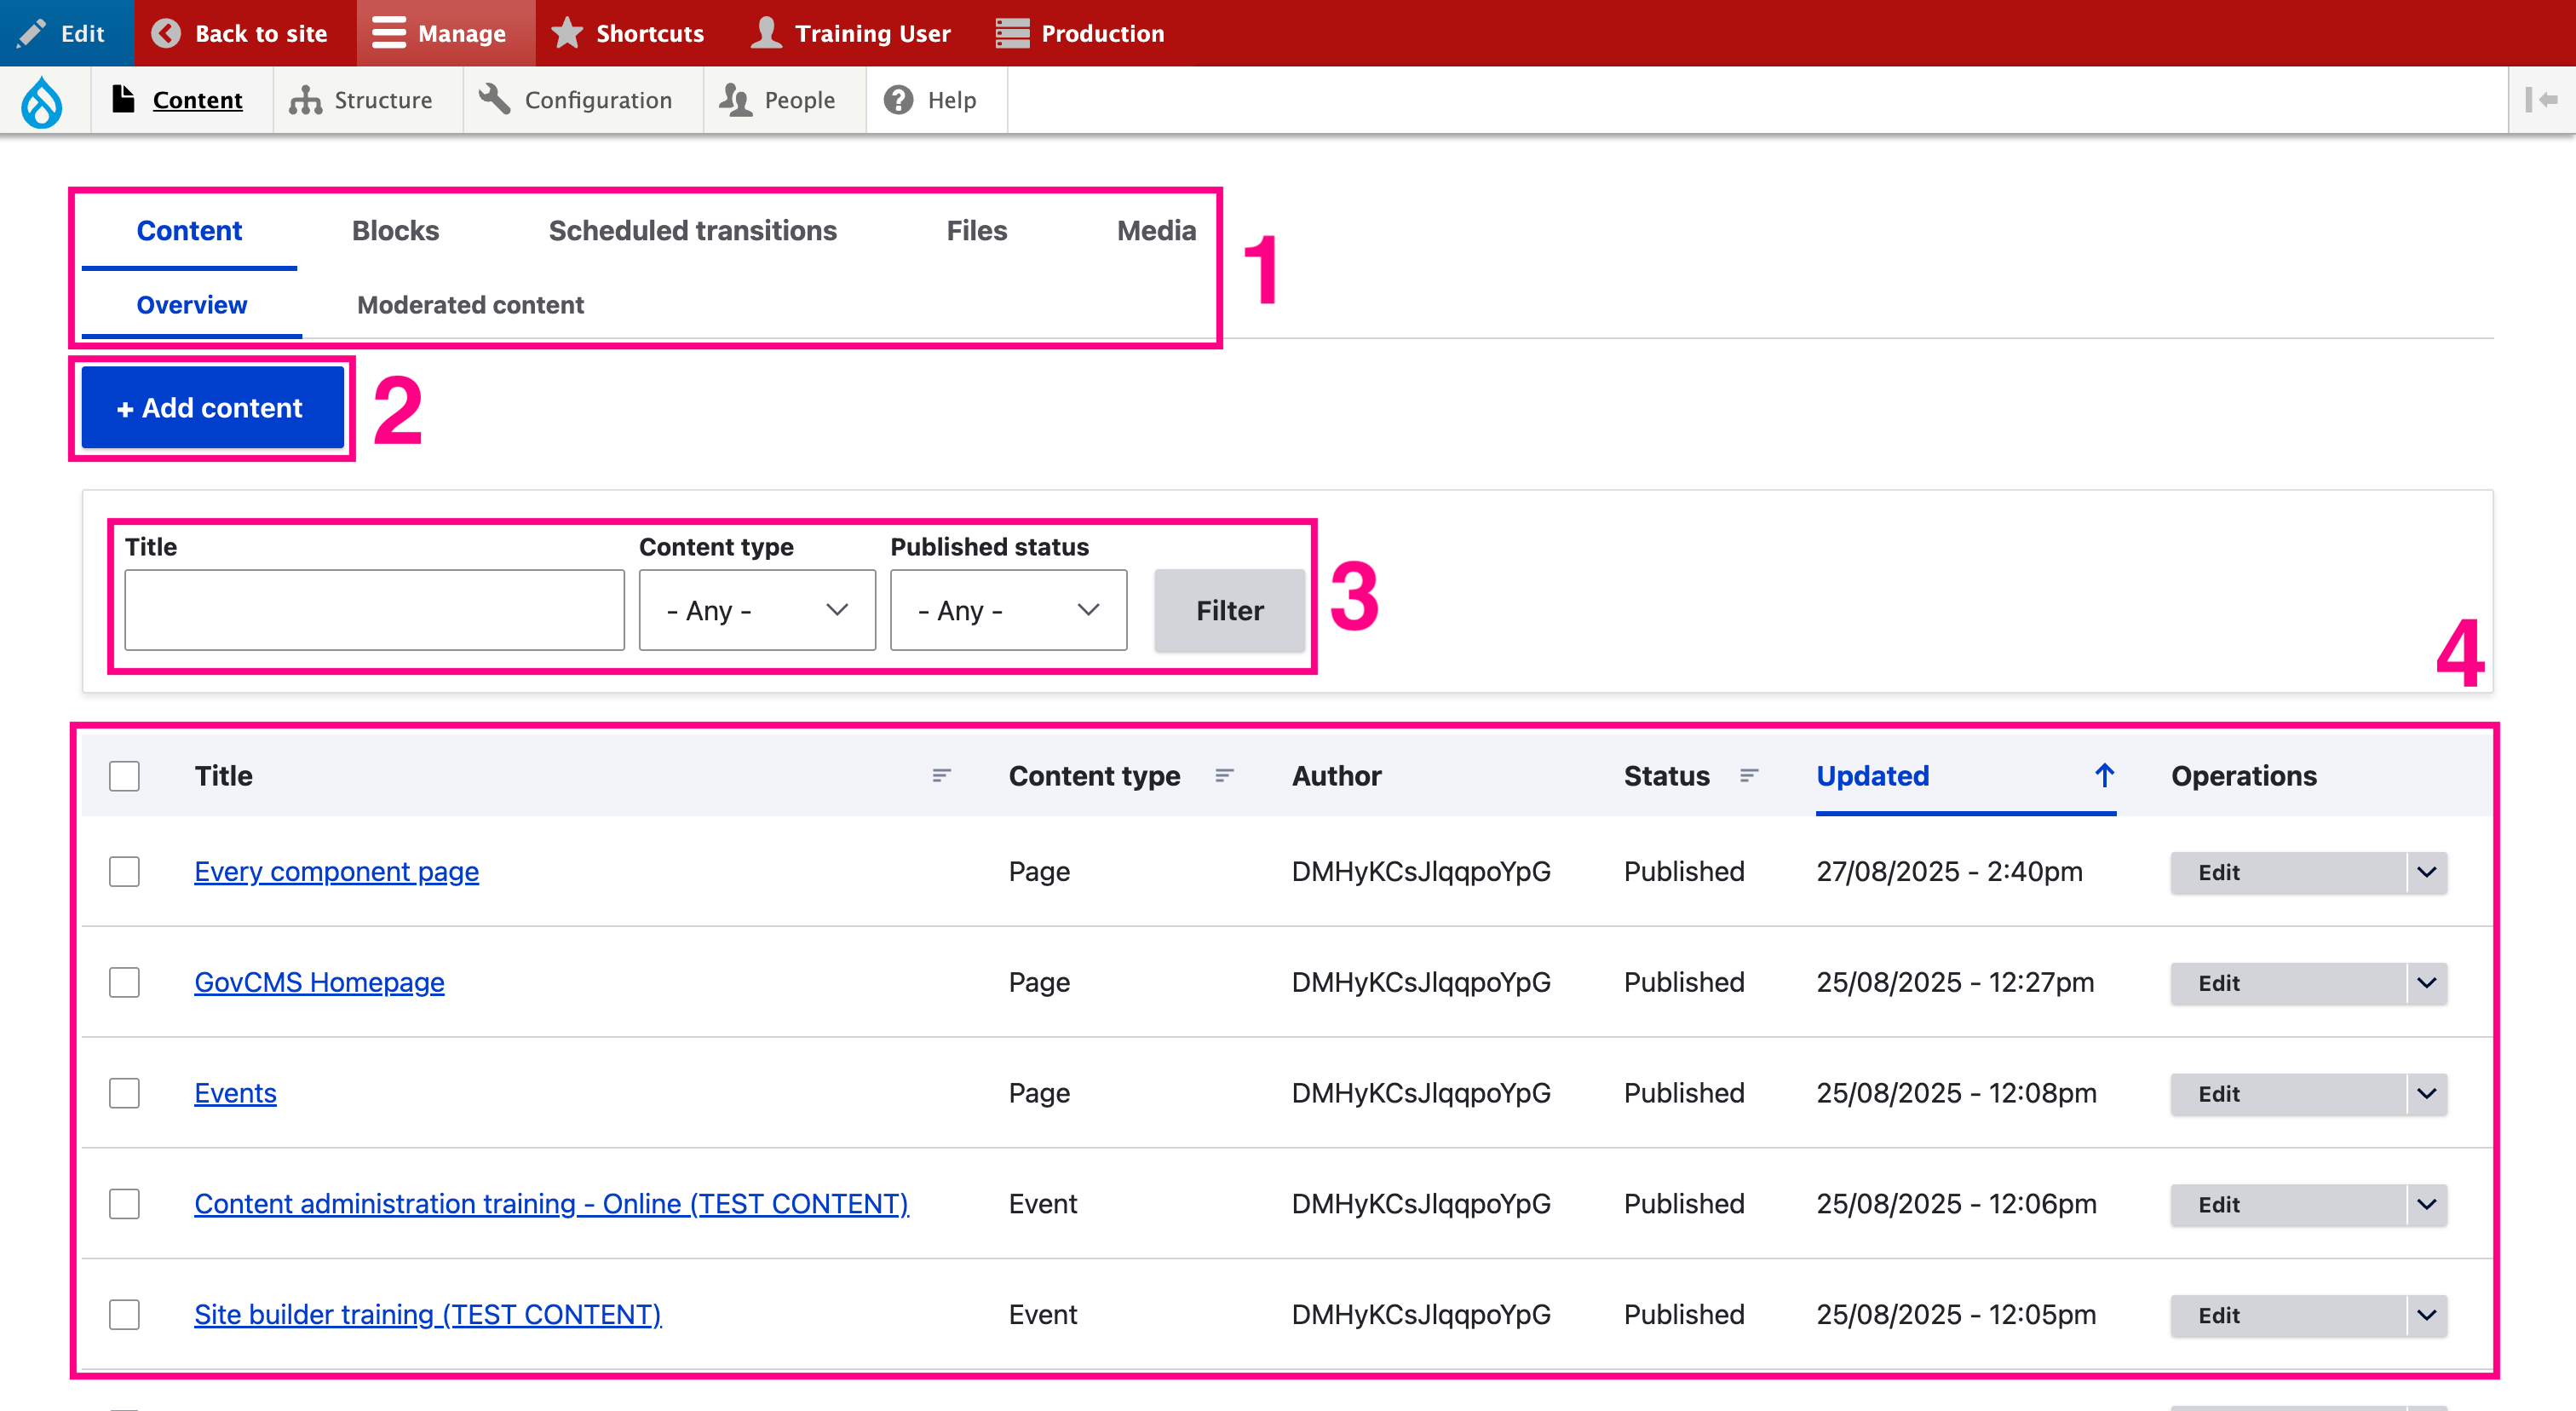 Edit Back to site Manage Shortcuts Training User Production
Content Structure Configuration People Help
Content Blocks Scheduled transitions Files Media
1
Overview Moderated content
+ Add content 2
Title Content type Published status
- Any - - Any - Filter 3
4
Title Content type Author Status Updated Operations
Every component page Page DMHyKCsJlqqpoYpG Published 27/08/2025 - 2:40pm Edit
GovCMS Homepage Page DMHyKCsJlqqpoYpG Published 25/08/2025 - 12:27pm Edit
Events Page DMHyKCsJlqqpoYpG Published 25/08/2025 - 12:08pm Edit
Content administration training - Online (TEST CONTENT) Event DMHyKCsJlqqpoYpG Published 25/08/2025 - 12:06pm Edit
Site builder training (TEST CONTENT) Event DMHyKCsJlqqpoYpG Published 25/08/2025 - 12:05pm Edit